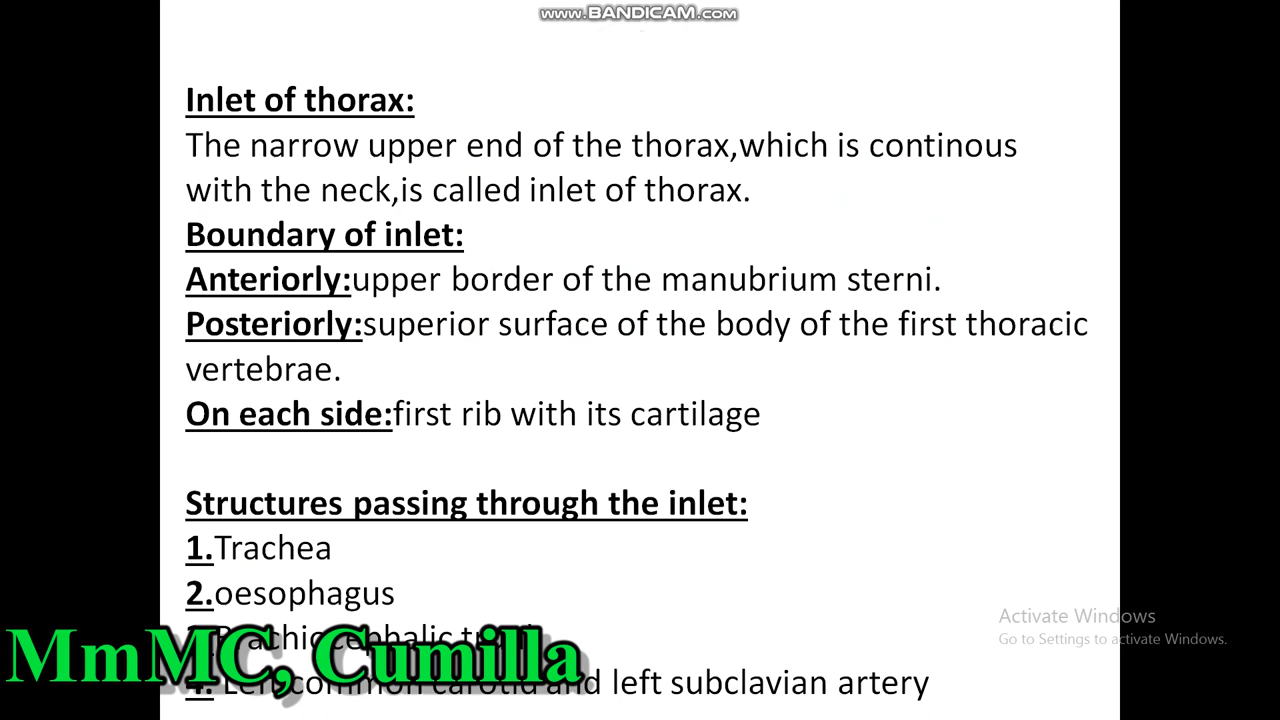 www.BANDICAM.com
Inlet of thorax:
The narrow upper end of the thorax,which is continous
with the neck,is called inlet of thorax.
Boundary of inlet:
Anteriorly:upper border of the manubrium sterni.
Posteriorly:superior surface of the body of the first thoracic
vertebrae.
On each side:first rib with its cartilage
Structures passing through the inlet:
1.Trachea
2.oesophagus
3.Brachiocephalic
4. Left common carotid and left subclavian artery
MmMC, Cumilla
Activate Windows
Go to Settings to activate Windows.